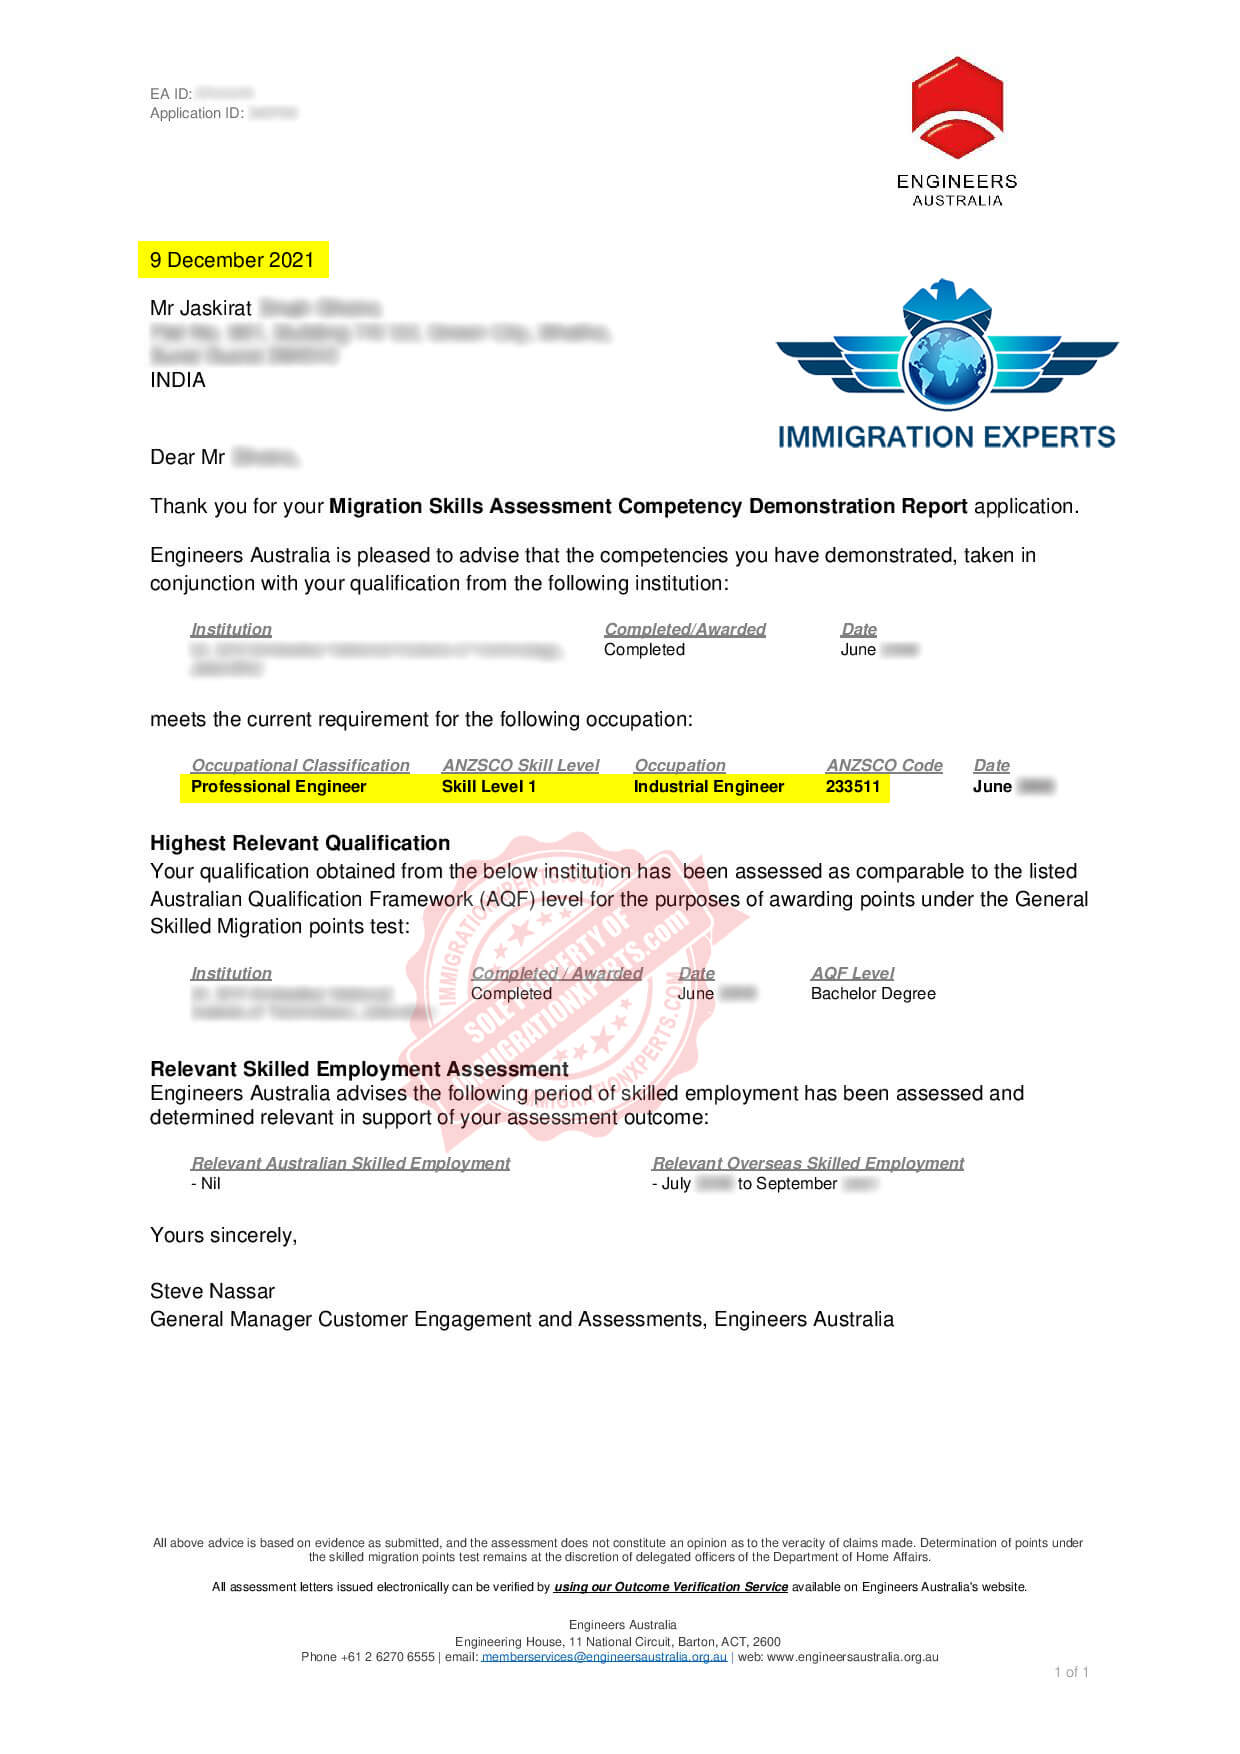 EA ID:
Application ID:
ENGINEERS
AUSTRALIA
9 December 2021
Mr Jaskirat
INDIA
IMMIGRATION EXPERTS
Dear Mr
Thank you for your Migration Skills Assessment Competency Demonstration Report application.
Engineers Australia is pleased to advise that the competencies you have demonstrated, taken in
conjunction with your qualification from the following institution:
Institution Completed/Awarded Date
Completed June
meets the current requirement for the following occupation:
Occupational Classification ANZSCO Skill Level Occupation ANZSCO Code Date
Professional Engineer Skill Level 1 Industrial Engineer 233511 June
Highest Relevant Qualification
Your qualification obtained from the below institution has been assessed as comparable to the listed
Australian Qualification Framework (AQF) level for the purposes of awarding points under the General
Skilled Migration points test:
Institution Completed / Awarded Date AQF Level
Completed June Bachelor Degree
IMMIGRATIONXPERTS.COM
SOLE PROPERTY OF
IMMIGRATIONXPERTS.com
IMMIGRATIONXPERTS.COM
Relevant Skilled Employment Assessment
Engineers Australia advises the following period of skilled employment has been assessed and
determined relevant in support of your assessment outcome:
Relevant Australian Skilled Employment Relevant Overseas Skilled Employment
- Nil - July to September
Yours sincerely,
Steve Nassar
General Manager Customer Engagement and Assessments, Engineers Australia
All above advice is based on evidence as submitted, and the assessment does not constitute an opinion as to the veracity of claims made. Determination of points under
the skilled migration points test remains at the discretion of delegated officers of the Department of Home Affairs.
All assessment letters issued electronically can be verified by using our Outcome Verification Service available on Engineers Australia's website.
Engineers Australia
Engineering House, 11 National Circuit, Barton, ACT, 2600
Phone +61 2 6270 6555 | email: memberservices@engineersaustralia.org.au | web: www.engineersaustralia.org.au
1 of 1